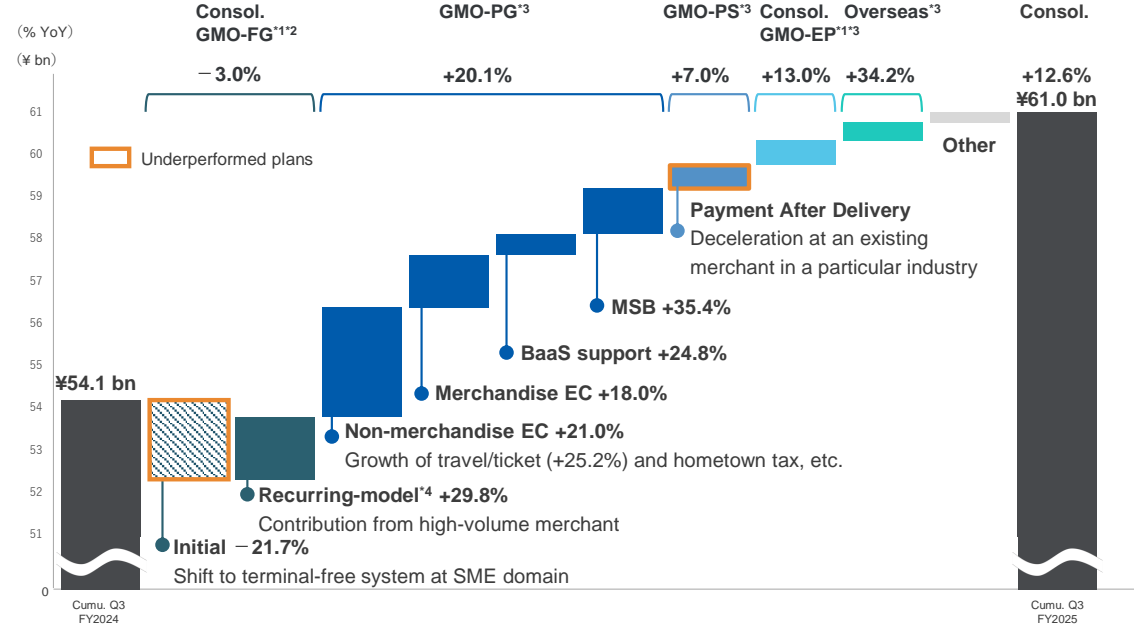 (% YoY)
(¥ bn)
Consol.
GMO-FG*1*2
GMO-PG*3
GMO-PS*3
Consol.
GMO-EP*1*3
Overseas*3
Consol.
－3.0%
+20.1%
+7.0%
+13.0%
+34.2%
+12.6%
¥61.0 bn
61
60
59
58
57
56
55
54
53
52
51
0
Underperformed plans
Other
Payment After Delivery
Deceleration at an existing
merchant in a particular industry
MSB +35.4%
BaaS support +24.8%
Merchandise EC +18.0%
¥54.1 bn
Non-merchandise EC +21.0%
Growth of travel/ticket (+25.2%) and hometown tax, etc.
Recurring-model*4 +29.8%
Contribution from high-volume merchant
Initial －21.7%
Shift to terminal-free system at SME domain
Cumu. Q3
FY2024
Cumu. Q3
FY2025